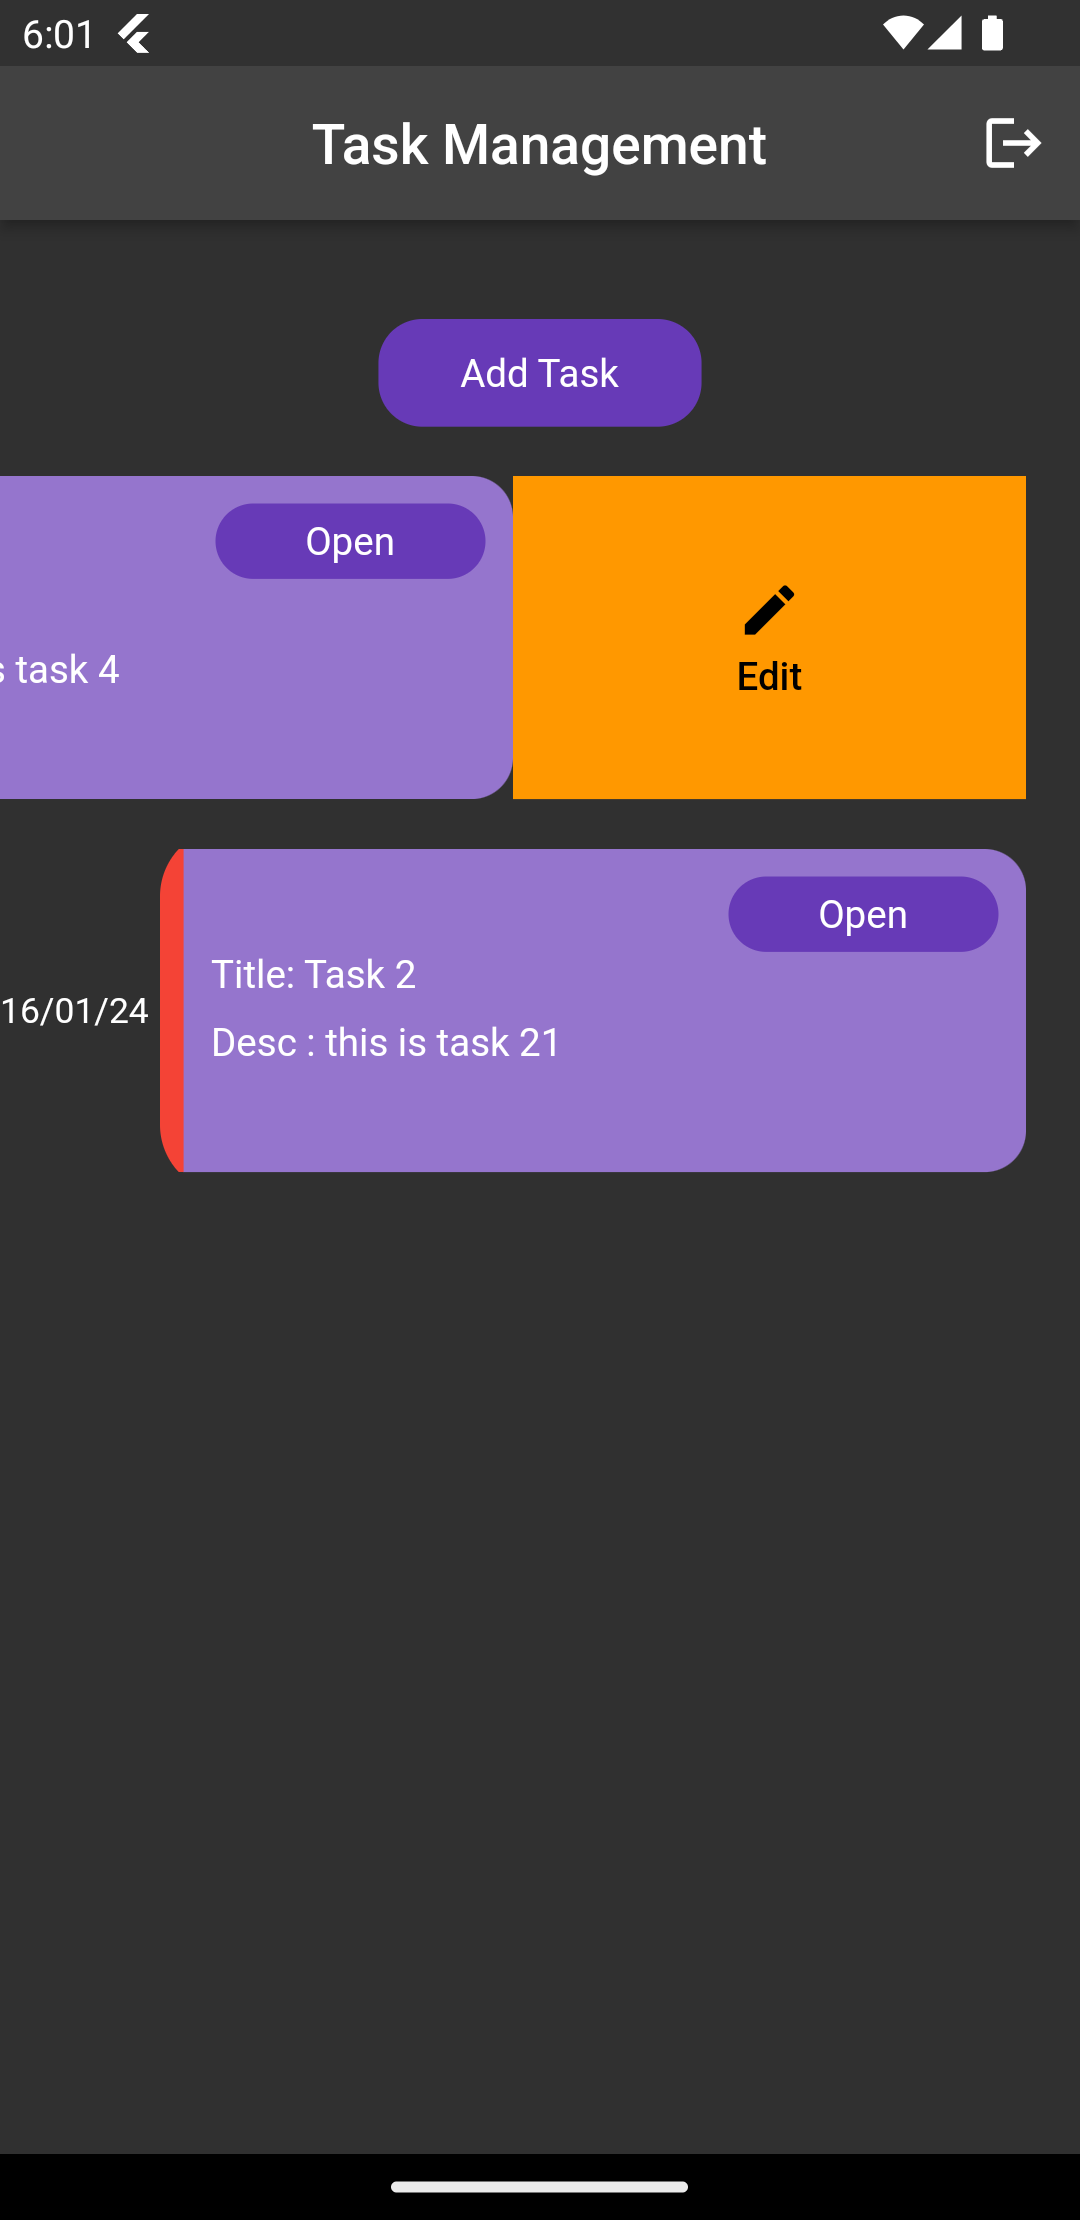 6:01
Task Management
Add Task
Open
task 4
Edit
Open
Title: Task 2
16/01/24
Desc : this is task 21